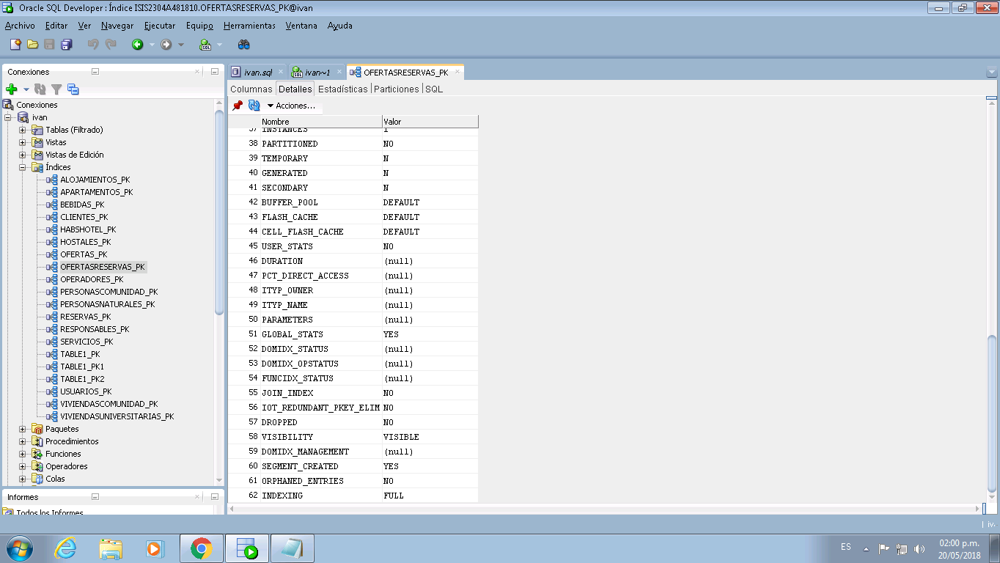 Oracle SQL Developer : Índice ISIS2304A481810.OFERTASRESERVAS_PK@ivan
Archivo Editar Ver Navegar Ejecutar Equipo Herramientas Ventana Ayuda
Conexiones
Conexiones
ivan
Tablas (Filtrado)
Vistas
Vistas de Edición
Índices
ALOJAMIENTOS_PK
APARTAMENTOS_PK
BEBIDAS_PK
CLIENTES_PK
HABSHOTEL_PK
HOSTALES_PK
OFERTAS_PK
OFERTASRESERVAS_PK
OPERADORES_PK
PERSONASCOMUNIDAD_PK
PERSONASNATURALES_PK
RESERVAS_PK
RESPONSABLES_PK
SERVICIOS_PK
TABLE1_PK
TABLE1_PK1
TABLE1_PK2
USUARIOS_PK
VIVIENDASCOMUNIDAD_PK
VIVIENDASUNIVERSITARIAS_PK
Paquetes
Procedimientos
Funciones
Operadores
Colas
Informes
Todos los Informes
ivan.sql ivan~1 OFERTASRESERVAS_PK
Columnas Detalles Estadísticas Particiones SQL
Acciones...
Nombre Valor
37 INSTANCES 1
38 PARTITIONED NO
39 TEMPORARY N
40 GENERATED N
41 SECONDARY N
42 BUFFER_POOL DEFAULT
43 FLASH_CACHE DEFAULT
44 CELL_FLASH_CACHE DEFAULT
45 USER_STATS NO
46 DURATION (null)
47 PCT_DIRECT_ACCESS (null)
48 ITYP_OWNER (null)
49 ITYP_NAME (null)
50 PARAMETERS (null)
51 GLOBAL_STATS YES
52 DOMIDX_STATUS (null)
53 DOMIDX_OPSTATUS (null)
54 FUNCIDX_STATUS (null)
55 JOIN_INDEX NO
56 IOT_REDUNDANT_PKEY_ELIM NO
57 DROPPED NO
58 VISIBILITY VISIBLE
59 DOMIDX_MANAGEMENT (null)
60 SEGMENT_CREATED YES
61 ORPHANED_ENTRIES NO
62 INDEXING FULL
iv
ES
02:00 p.m.
20/05/2018